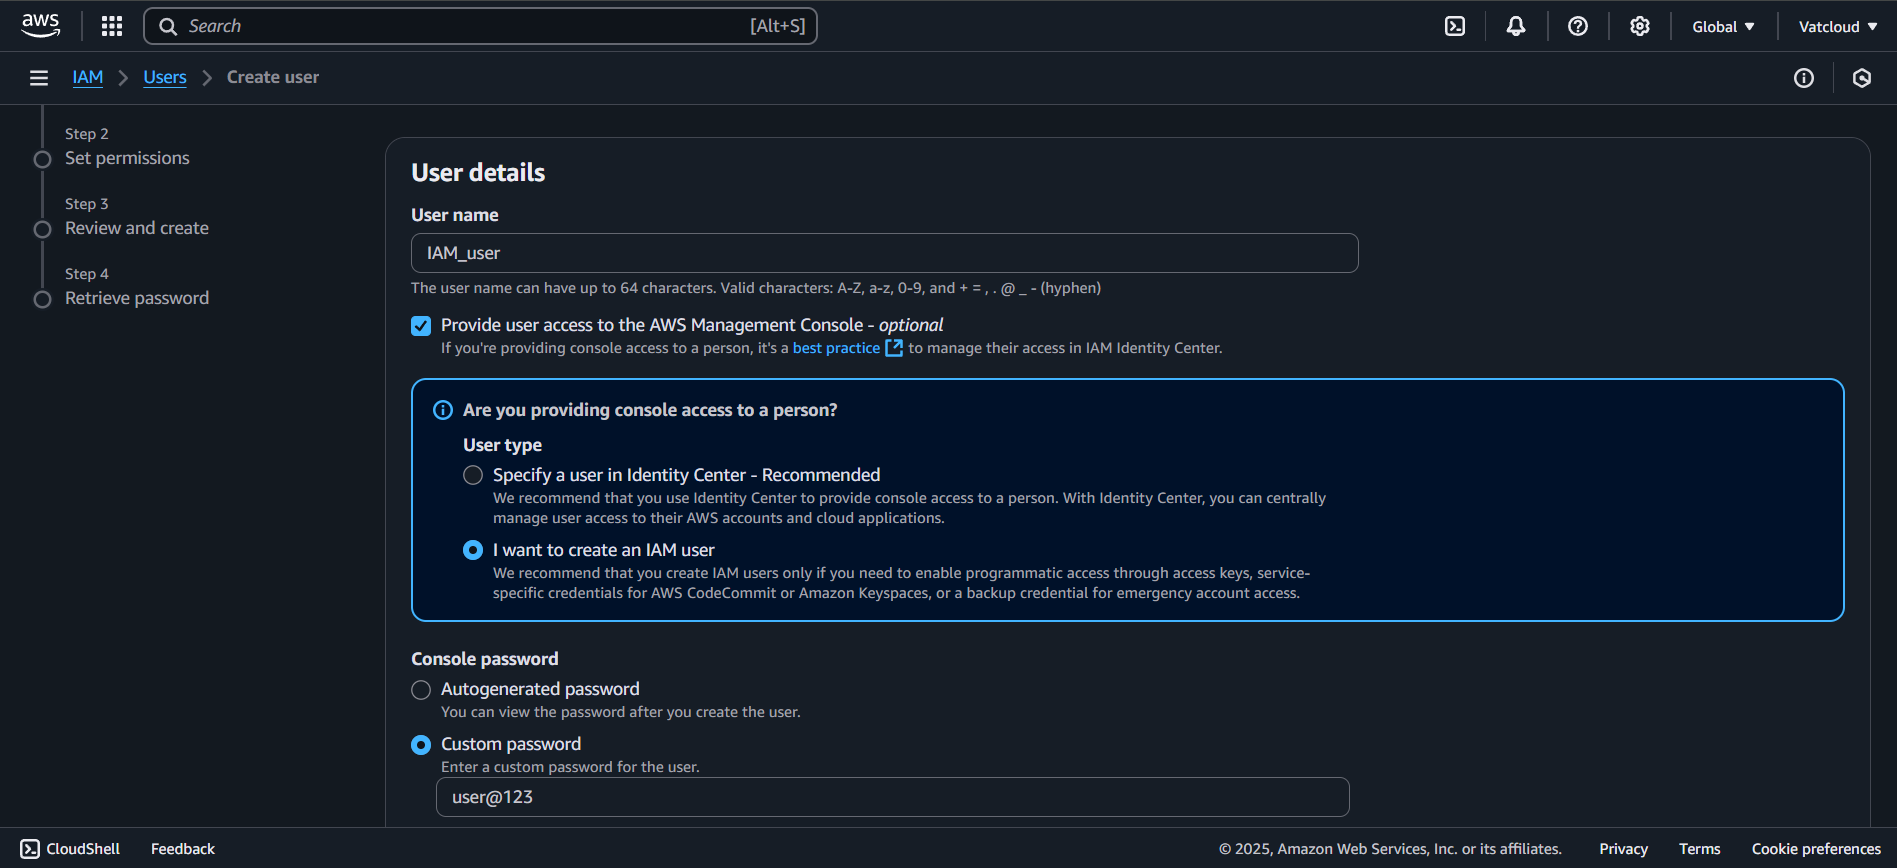 aws
Search [Alt+S]
Global
Vatcloud
IAM
Users
Create user
Step 2
Set permissions
Step 3
Review and create
Step 4
Retrieve password
User details
User name
IAM_user
The user name can have up to 64 characters. Valid characters: A-Z, a-z, 0-9, and + = , . @ _ - (hyphen)
Provide user access to the AWS Management Console - optional
If you're providing console access to a person, it's a best practice to manage their access in IAM Identity Center.
Are you providing console access to a person?
User type
Specify a user in Identity Center - Recommended
We recommend that you use Identity Center to provide console access to a person. With Identity Center, you can centrally
manage user access to their AWS accounts and cloud applications.
I want to create an IAM user
We recommend that you create IAM users only if you need to enable programmatic access through access keys, service-
specific credentials for AWS CodeCommit or Amazon Keyspaces, or a backup credential for emergency account access.
Console password
Autogenerated password
You can view the password after you create the user.
Custom password
Enter a custom password for the user.
user@123
CloudShell
Feedback
© 2025, Amazon Web Services, Inc. or its affiliates.
Privacy
Terms
Cookie preferences